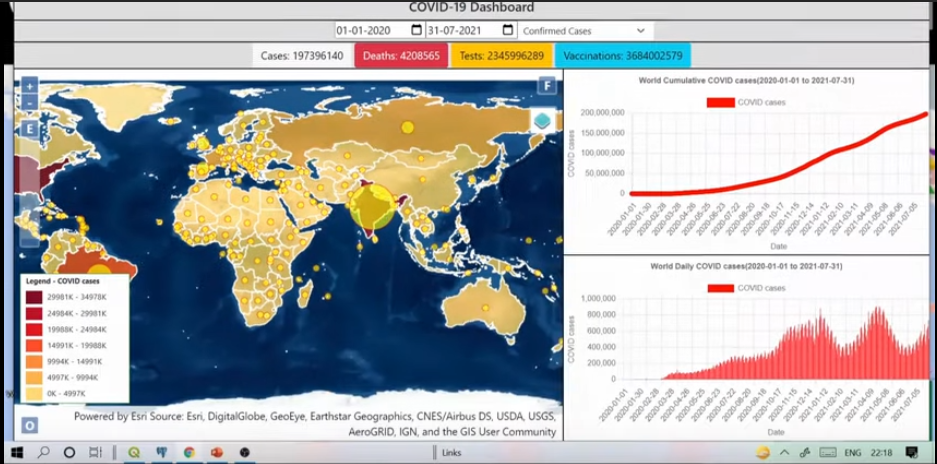 COVID-19 Dashboard
01-01-2020 31-07-2021 Confirmed Cases
Cases: 197396140 Deaths: 4208565 Tests: 2345996289 Vaccinations: 3684002579
+
-
E
F
O
Legend - COVID cases
29981K - 34978K
24984K - 29981K
19988K - 24984K
14991K - 19988K
9994K - 14991K
4997K - 9994K
0K - 4997K
Powered by Esri Source: Esri, DigitalGlobe, GeoEye, Earthstar Geographics, CNES/Airbus DS, USDA, USGS,
AeroGRID, IGN, and the GIS User Community
World Cumulative COVID cases(2020-01-01 to 2021-07-31)
COVID cases
COVID cases
200,000,000
150,000,000
100,000,000
50,000,000
0
2020-01-01
2020-01-30
2020-02-28
2020-03-28
2020-04-26
2020-05-25
2020-06-23
2020-07-22
2020-08-20
2020-09-18
2020-10-17
2020-11-15
2020-12-14
2021-01-12
2021-02-10
2021-03-11
2021-04-09
2021-05-08
2021-06-06
2021-07-05
Date
World Daily COVID cases(2020-01-01 to 2021-07-31)
COVID cases
COVID cases
1,000,000
800,000
600,000
400,000
200,000
0
2020-01-01
2020-01-30
2020-02-28
2020-03-28
2020-04-26
2020-05-25
2020-06-23
2020-07-22
2020-08-20
2020-09-18
2020-10-17
2020-11-15
2020-12-14
2021-01-12
2021-02-10
2021-03-11
2021-04-09
2021-05-08
2021-06-06
2021-07-05
Date
Links
ENG 22:18